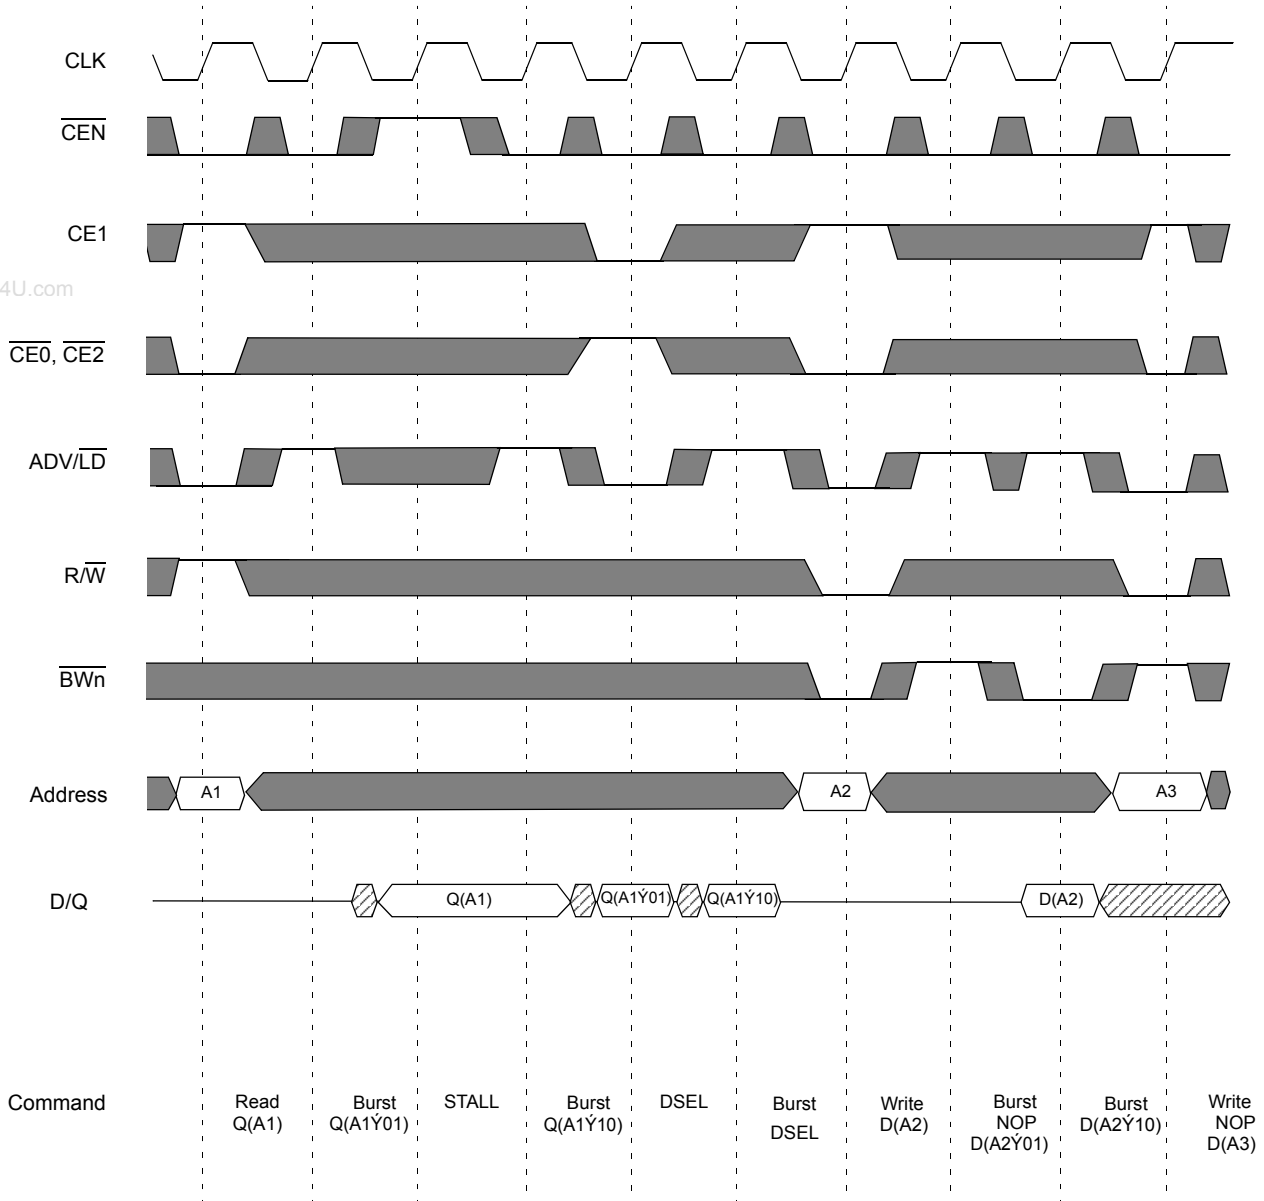 CLK
CEN
CE1
4U.com
CE0, CE2
ADV/LD
R/W
BWn
Address
A1
A2
A3
D/Q
Q(A1)
Q(A1Ý01)
Q(A1Ý10)
D(A2)
Command
Read
Q(A1)
Burst
Q(A1Ý01)
STALL
Burst
Q(A1Ý10)
DSEL
Burst
DSEL
Write
D(A2)
Burst
NOP
D(A2Ý01)
Burst
D(A2Ý10)
Write
NOP
D(A3)